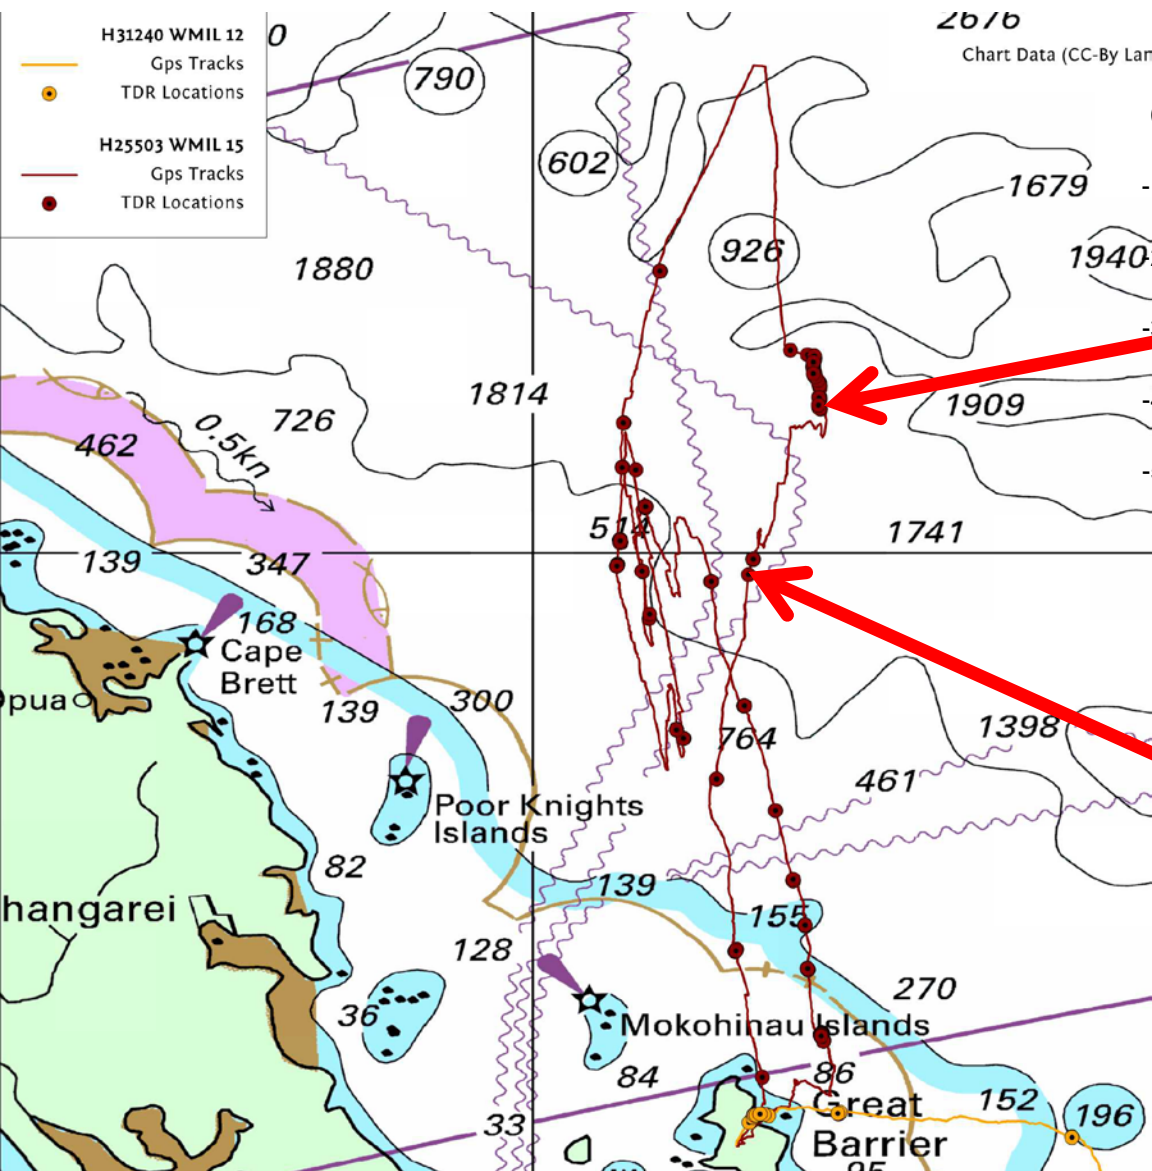 H31240 WMIL 12
Gps Tracks
TDR Locations
H25503 WMIL 15
Gps Tracks
TDR Locations
0
2676
Chart Data (CC-By Lan
790
602
1679
926
1940
1880
1814
1909
726
462
0.5kn
514
1741
139
347
168
Cape
Brett
Opua
139
300
764
1398
461
Poor Knights
Islands
82
139
155
hangarei
128
270
36
Mokohinau Islands
84
86
Great
152
196
33
Barrier
95